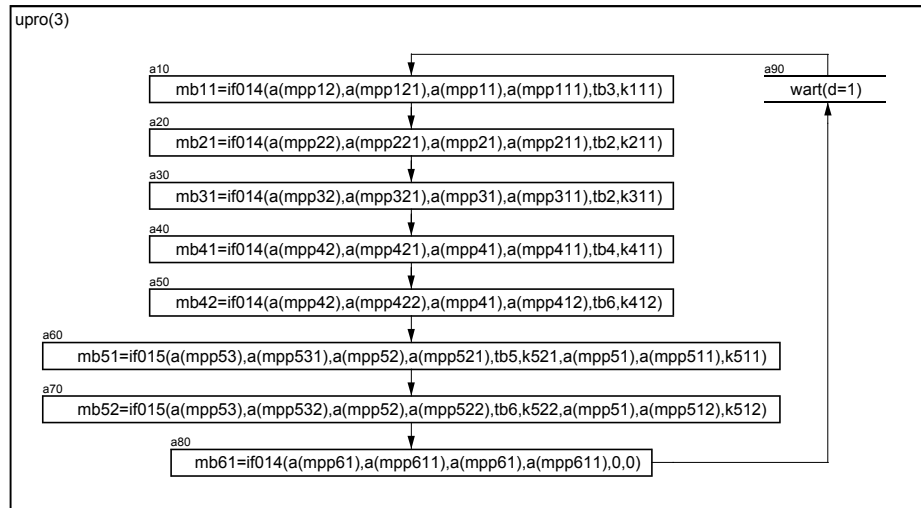 upro(3)
a10
mb11=if014(a(mpp12),a(mpp121),a(mpp11),a(mpp111),tb3,k111)
a90
wart(d=1)
a20
mb21=if014(a(mpp22),a(mpp221),a(mpp21),a(mpp211),tb2,k211)
a30
mb31=if014(a(mpp32),a(mpp321),a(mpp31),a(mpp311),tb2,k311)
a40
mb41=if014(a(mpp42),a(mpp421),a(mpp41),a(mpp411),tb4,k411)
a50
mb42=if014(a(mpp42),a(mpp422),a(mpp41),a(mpp412),tb6,k412)
a60
mb51=if015(a(mpp53),a(mpp531),a(mpp52),a(mpp521),tb5,k521,a(mpp51),a(mpp511),k511)
a70
mb52=if015(a(mpp53),a(mpp532),a(mpp52),a(mpp522),tb6,k522,a(mpp51),a(mpp512),k512)
a80
mb61=if014(a(mpp61),a(mpp611),a(mpp61),a(mpp611),0,0)